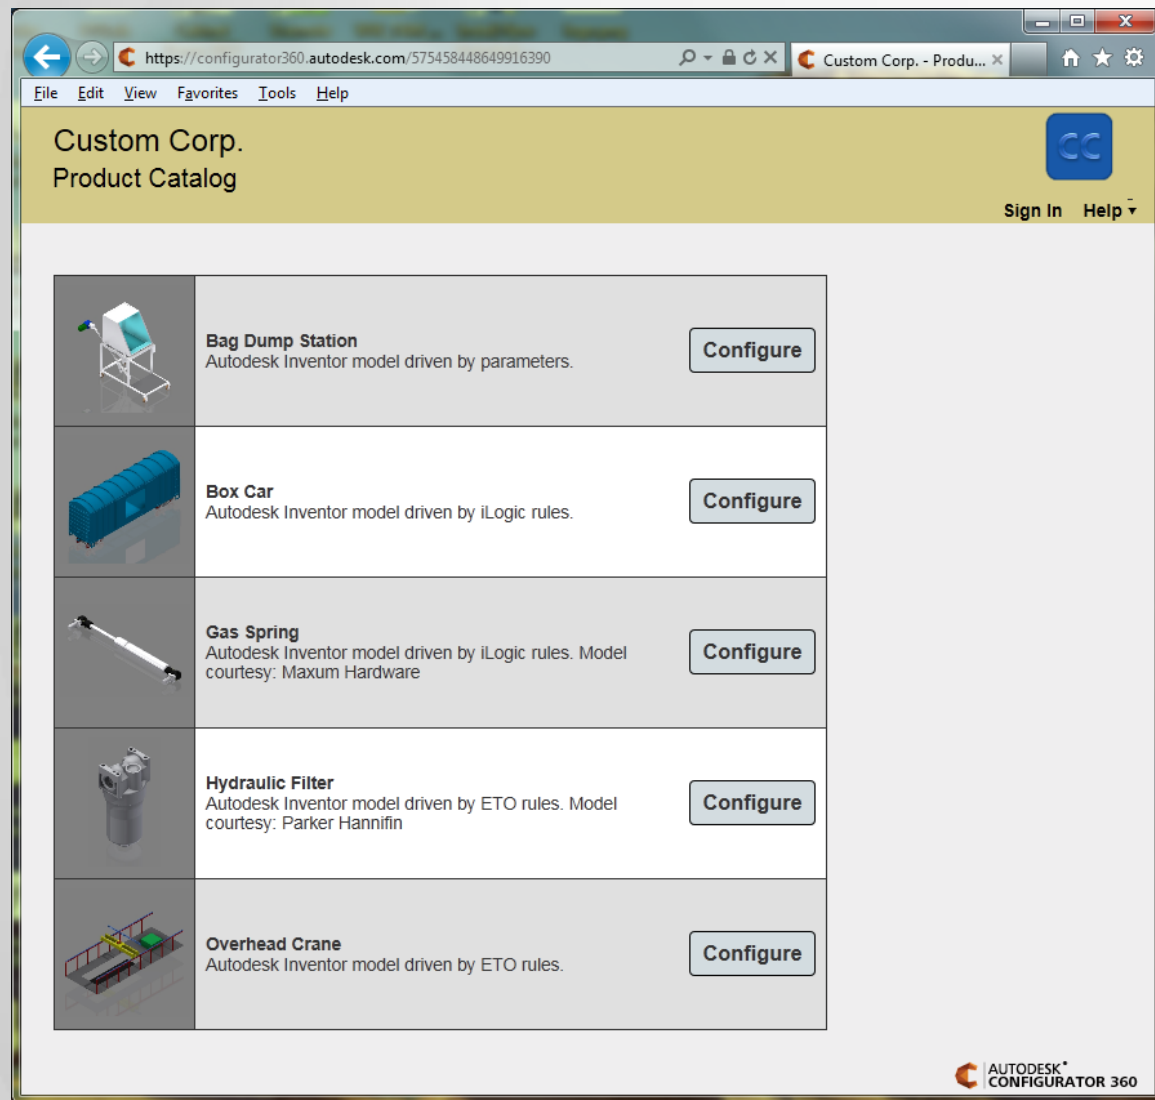 https://configurator360.autodesk.com/575458448649916390
Custom Corp. - Produ...
File Edit View Favorites Tools Help
Custom Corp.
Product Catalog
CC
Sign In Help
Bag Dump Station
Autodesk Inventor model driven by parameters.
Configure
Box Car
Autodesk Inventor model driven by iLogic rules.
Configure
Gas Spring
Autodesk Inventor model driven by iLogic rules. Model
courtesy: Maxum Hardware
Configure
Hydraulic Filter
Autodesk Inventor model driven by ETO rules. Model
courtesy: Parker Hannifin
Configure
Overhead Crane
Autodesk Inventor model driven by ETO rules.
Configure
AUTODESK
CONFIGURATOR 360